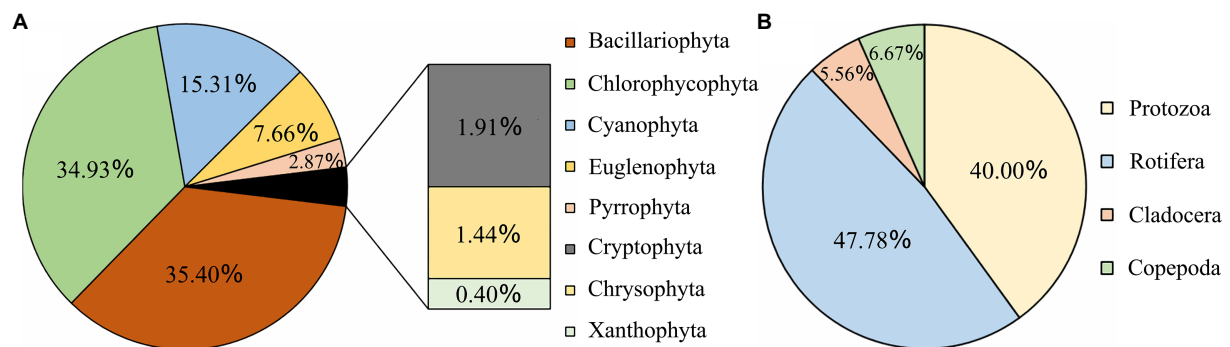 A
34.93%
15.31%
7.66%
2.87%
35.40%
1.91%
1.44%
0.40%
Bacillariophyta
Chlorophycophyta
Cyanophyta
Euglenophyta
Pyrrophyta
Cryptophyta
Chrysophyta
Xanthophyta
B
5.56%
6.67%
40.00%
47.78%
Protozoa
Rotifera
Cladocera
Copepoda